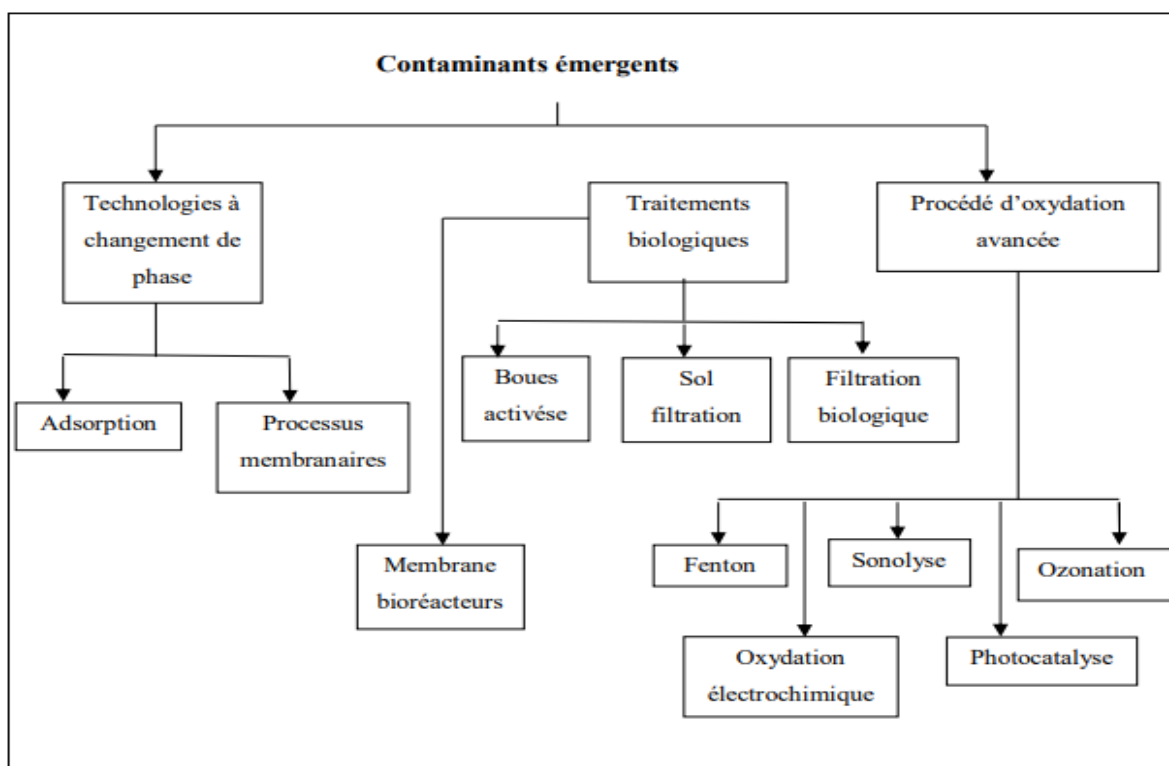 Contaminants émergents
Technologies à
changement de
phase
Traitements
biologiques
Procédé d'oxydation
avancée
Adsorption
Processus
membranaires
Boues
activése
Sol
filtration
Filtration
biologique
Membrane
bioréacteurs
Fenton
Sonolyse
Ozonation
Oxydation
électrochimique
Photocatalyse